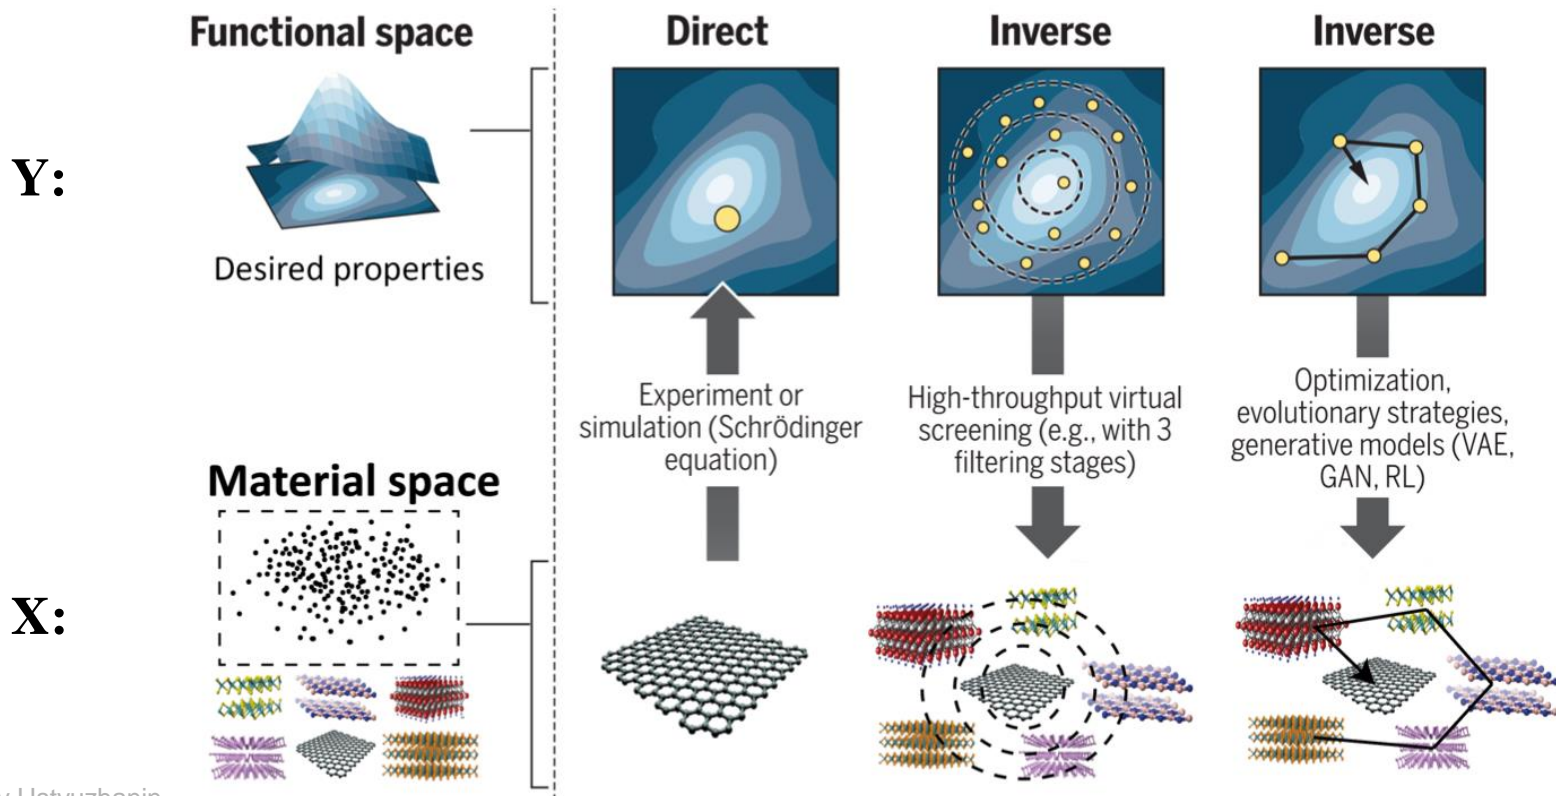 Functional space
Y:
Desired properties
Material space
X:
Direct
Experiment or
simulation (Schrödinger
equation)
Inverse
High-throughput virtual
screening (e.g., with 3
filtering stages)
Inverse
Optimization,
evolutionary strategies,
generative models (VAE,
GAN, RL)